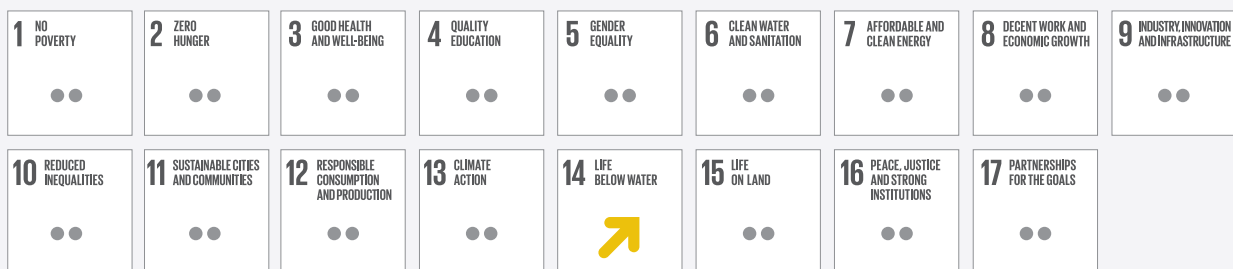 1 NO
POVERTY
2 ZERO
HUNGER
3 GOOD HEALTH
AND WELL-BEING
4 QUALITY
EDUCATION
5 GENDER
EQUALITY
6 CLEAN WATER
AND SANITATION
7 AFFORDABLE AND
CLEAN ENERGY
8 DECENT WORK AND
ECONOMIC GROWTH
9 INDUSTRY, INNOVATION
AND INFRASTRUCTURE
10 REDUCED
INEQUALITIES
11 SUSTAINABLE CITIES
AND COMMUNITIES
12 RESPONSIBLE
CONSUMPTION
AND PRODUCTION
13 CLIMATE
ACTION
14 LIFE
BELOW WATER
15 LIFE
ON LAND
16 PEACE, JUSTICE
AND STRONG
INSTITUTIONS
17 PARTNERSHIPS
FOR THE GOALS